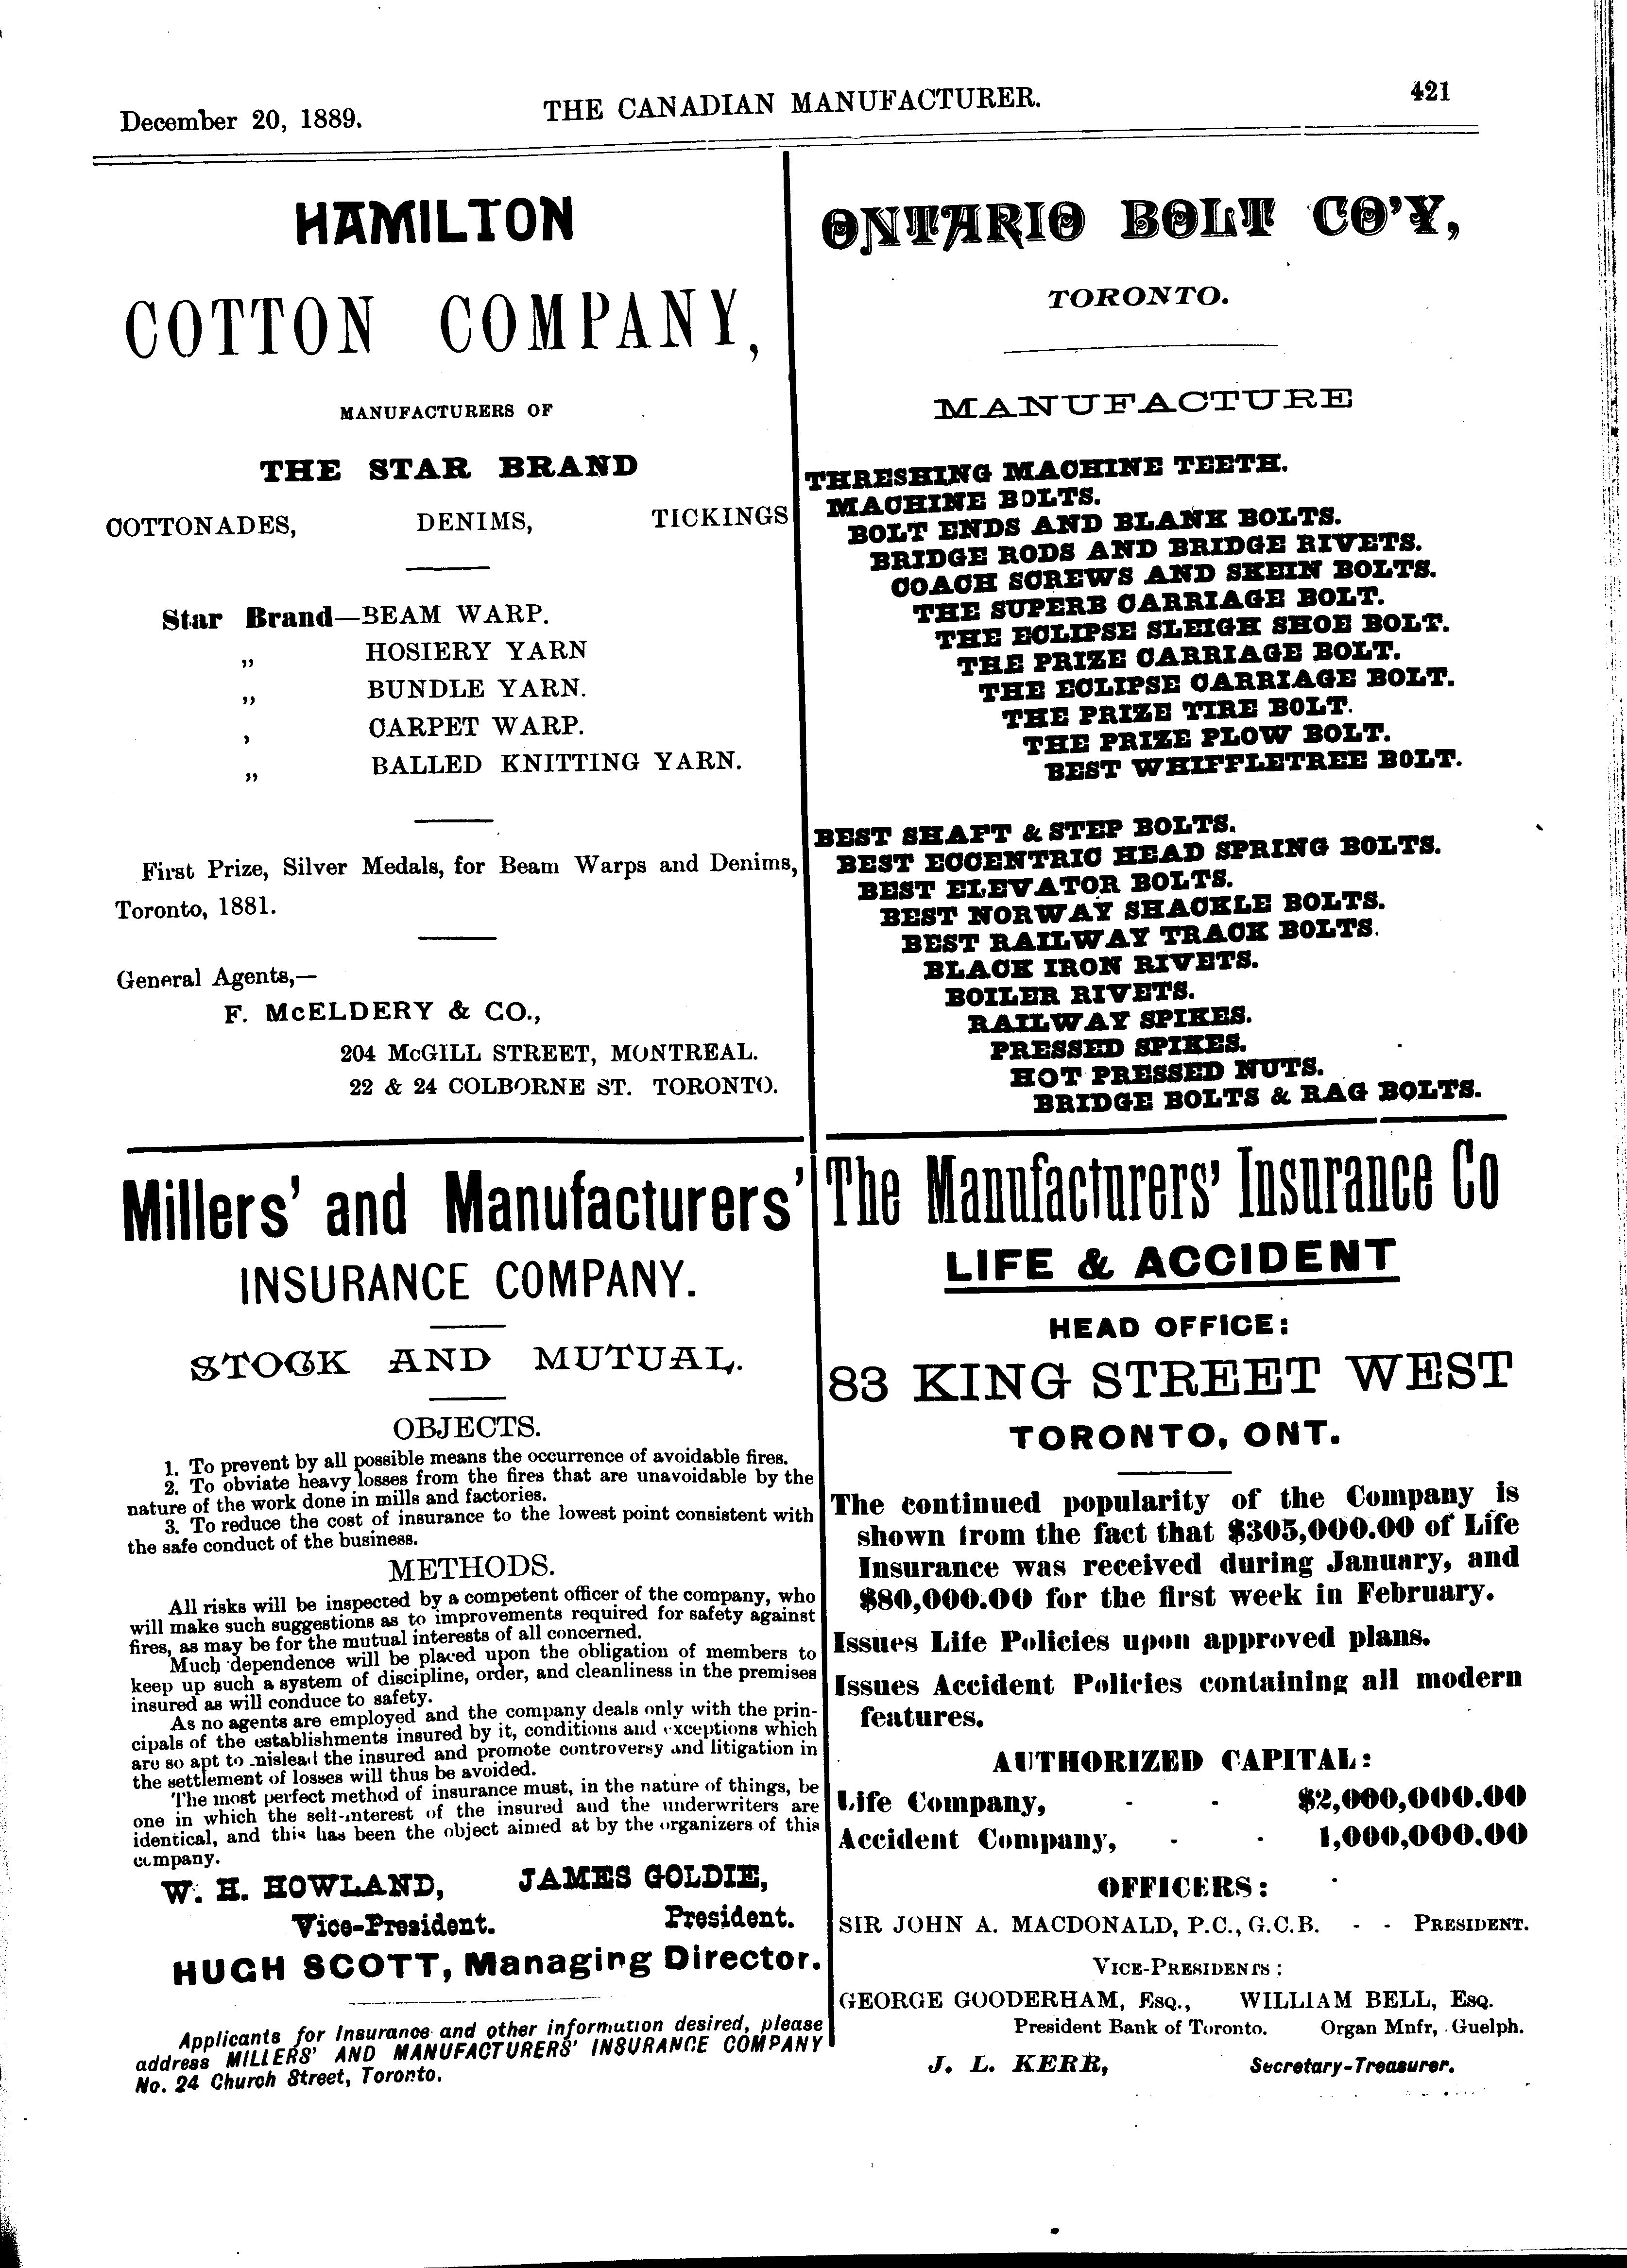 December 20, 1889.
THE CANADIAN MANUFACTURER.
421
HAMILTON
COTTON COMPANY,
MANUFACTURERS OF
THE STAR BRAND
COTTONADES, DENIMS, TICKINGS
Star Brand—BEAM WARP.
,, HOSIERY YARN
,, BUNDLE YARN.
, CARPET WARP.
,, BALLED KNITTING YARN.
First Prize, Silver Medals, for Beam Warps and Denims,
Toronto, 1881.
General Agents,—
F. McELDERY & CO.,
204 McGILL STREET, MONTREAL.
22 & 24 COLBORNE ST. TORONTO.
ONTARIO BOLT CO'Y,
TORONTO.
MANUFACTURE
THRESHING MACHINE TEETH.
MACHINE BOLTS.
BOLT ENDS AND BLANK BOLTS.
BRIDGE RODS AND BRIDGE RIVETS.
COACH SCREWS AND SKEIN BOLTS.
THE SUPERB CARRIAGE BOLT.
THE ECLIPSE SLEIGH SHOE BOLT.
THE PRIZE CARRIAGE BOLT.
THE ECLIPSE CARRIAGE BOLT.
THE PRIZE TIRE BOLT.
THE PRIZE PLOW BOLT.
BEST WHIFFLETREE BOLT.
BEST SHAFT & STEP BOLTS.
BEST ECCENTRIC HEAD SPRING BOLTS.
BEST ELEVATOR BOLTS.
BEST NORWAY SHACKLE BOLTS.
BEST RAILWAY TRACK BOLTS.
BLACK IRON RIVETS.
BOILER RIVETS.
RAILWAY SPIKES.
PRESSED SPIKES.
HOT PRESSED NUTS.
BRIDGE BOLTS & RAG BOLTS.
Millers' and Manufacturers'
INSURANCE COMPANY.
STOCK AND MUTUAL.
OBJECTS.
1. To prevent by all possible means the occurrence of avoidable fires.
2. To obviate heavy losses from the fires that are unavoidable by the
nature of the work done in mills and factories.
3. To reduce the cost of insurance to the lowest point consistent with
the safe conduct of the business.
METHODS.
All risks will be inspected by a competent officer of the company, who
will make such suggestions as to improvements required for safety against
fires, as may be for the mutual interests of all concerned.
Much dependence will be placed upon the obligation of members to
keep up such a system of discipline, order, and cleanliness in the premises
insured as will conduce to safety.
As no agents are employed and the company deals only with the prin-
cipals of the establishments insured by it, conditions and exceptions which
are so apt to mislead the insured and promote controversy and litigation in
the settlement of losses will thus be avoided.
The most perfect method of insurance must, in the nature of things, be
one in which the self-interest of the insured and the underwriters are
identical, and this has been the object aimed at by the organizers of this
company.
W. H. HOWLAND, JAMES GOLDIE,
Vice-President. President.
HUGH SCOTT, Managing Director.
Applicants for Insurance and other information desired, please
address MILLERS' AND MANUFACTURERS' INSURANCE COMPANY
No. 24 Church Street, Toronto.
The Manufacturers' Insurance Co
LIFE & ACCIDENT
HEAD OFFICE:
83 KING STREET WEST
TORONTO, ONT.
The continued popularity of the Company is
shown from the fact that $305,000.00 of Life
Insurance was received during January, and
$80,000.00 for the first week in February.
Issues Life Policies upon approved plans.
Issues Accident Policies containing all modern
features.
AUTHORIZED CAPITAL:
Life Company, - - $2,000,000.00
Accident Company, - - 1,000,000.00
OFFICERS:
SIR JOHN A. MACDONALD, P.C., G.C.B. - - PRESIDENT.
VICE-PRESIDENTS:
GEORGE GOODERHAM, ESQ., WILLIAM BELL, ESQ.
President Bank of Toronto. Organ Mnfr, Guelph.
J. L. KERR, Secretary-Treasurer.